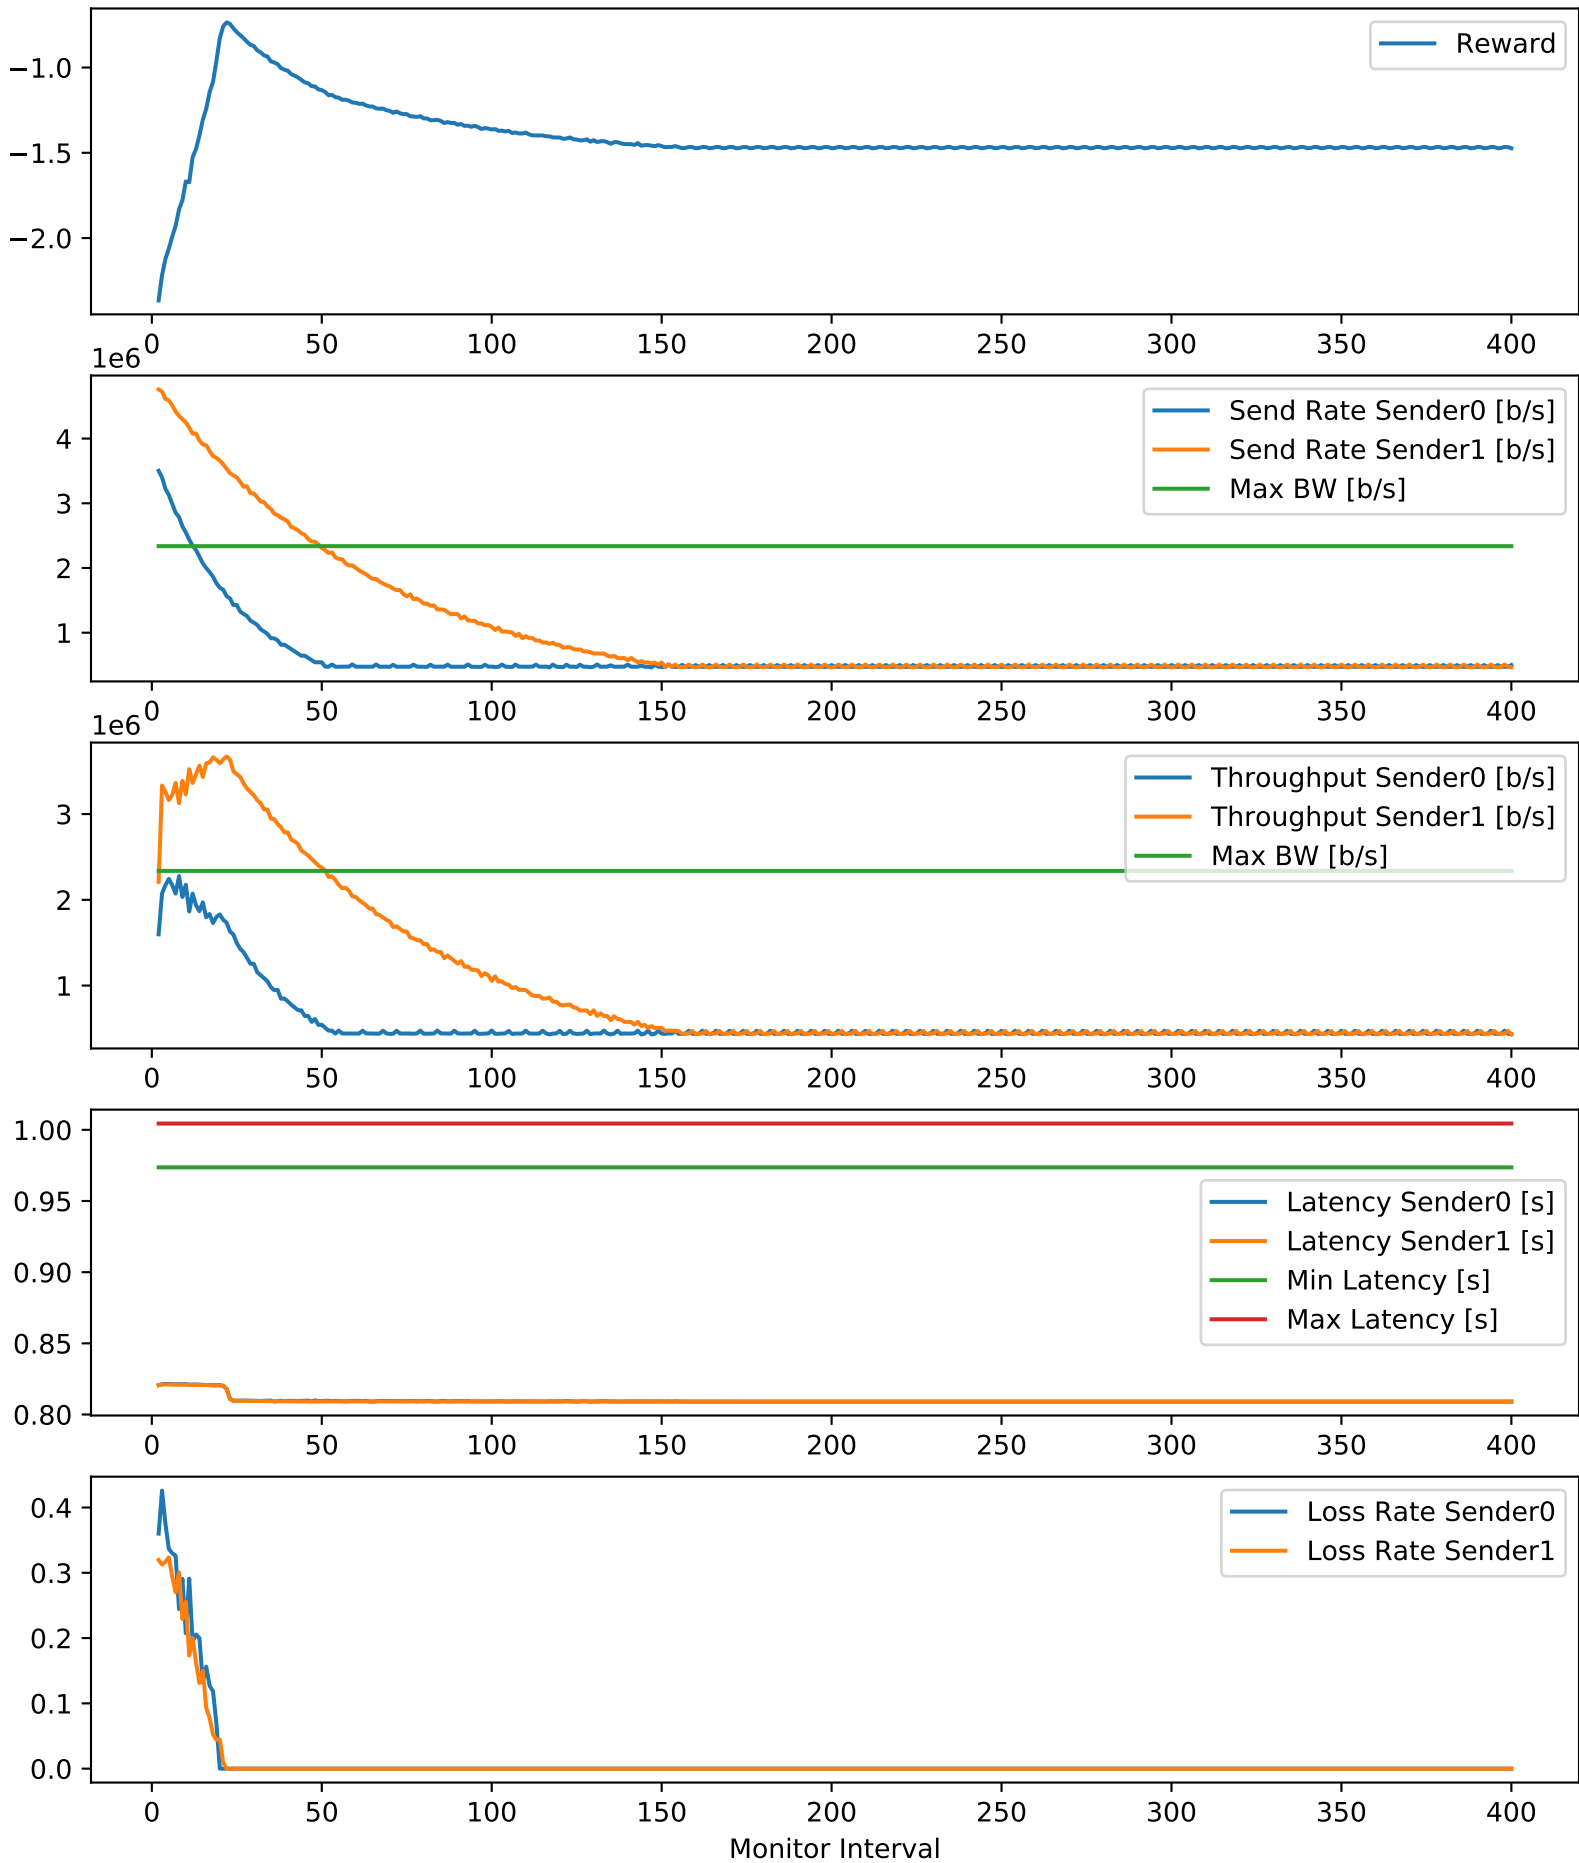 Reward
−1.0
−1.5
−2.0
0 50 100 150 200 250 300 350 400
1e6
Send Rate Sender0 [b/s]
Send Rate Sender1 [b/s]
Max BW [b/s]
4
3
2
1
0 50 100 150 200 250 300 350 400
1e6
Throughput Sender0 [b/s]
Throughput Sender1 [b/s]
Max BW [b/s]
3
2
1
0 50 100 150 200 250 300 350 400
1.00
0.95
0.90
0.85
0.80
Latency Sender0 [s]
Latency Sender1 [s]
Min Latency [s]
Max Latency [s]
0 50 100 150 200 250 300 350 400
0.4
0.3
0.2
0.1
0.0
Loss Rate Sender0
Loss Rate Sender1
0 50 100 150 200 250 300 350 400
Monitor Interval